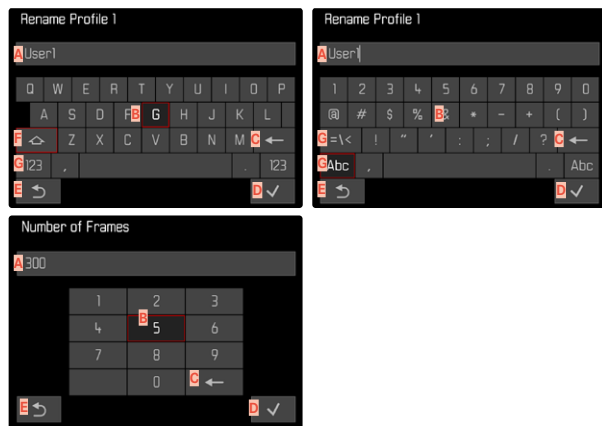 Rename Profile 1
A User1
Q W E R T Y U I O P
A S D F B G H J K L
F Z X C V B N M C ←
G 123 , . 123
E D
Rename Profile 1
A User1
1 2 3 4 5 6 7 8 9 0
@ # $ % B & * - + ( )
G =\< ! " ' : ; / ? C ←
G Abc , . Abc
E D
Number of Frames
A 300
1 2 3
B
4 5 6
7 8 9
0 C ←
E D